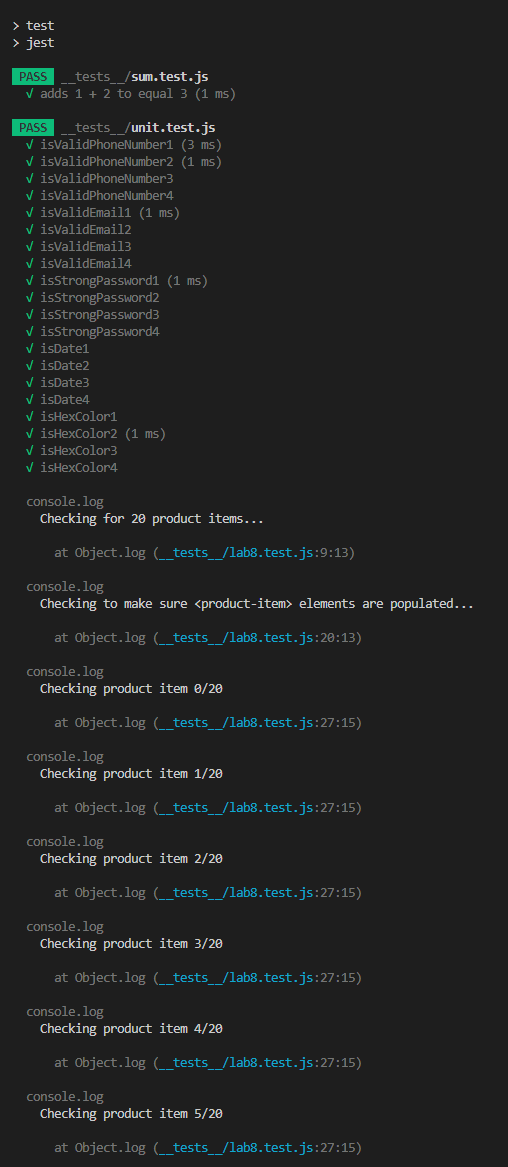 > test
> jest
PASS __tests__/sum.test.js
√ adds 1 + 2 to equal 3 (1 ms)
PASS __tests__/unit.test.js
√ isValidPhoneNumber1 (3 ms)
√ isValidPhoneNumber2 (1 ms)
√ isValidPhoneNumber3
√ isValidPhoneNumber4
√ isValidEmail1 (1 ms)
√ isValidEmail2
√ isValidEmail3
√ isValidEmail4
√ isStrongPassword1 (1 ms)
√ isStrongPassword2
√ isStrongPassword3
√ isStrongPassword4
√ isDate1
√ isDate2
√ isDate3
√ isDate4
√ isHexColor1
√ isHexColor2 (1 ms)
√ isHexColor3
√ isHexColor4
console.log
Checking for 20 product items...
at Object.log (__tests__/lab8.test.js:9:13)
console.log
Checking to make sure <product-item> elements are populated...
at Object.log (__tests__/lab8.test.js:20:13)
console.log
Checking product item 0/20
at Object.log (__tests__/lab8.test.js:27:15)
console.log
Checking product item 1/20
at Object.log (__tests__/lab8.test.js:27:15)
console.log
Checking product item 2/20
at Object.log (__tests__/lab8.test.js:27:15)
console.log
Checking product item 3/20
at Object.log (__tests__/lab8.test.js:27:15)
console.log
Checking product item 4/20
at Object.log (__tests__/lab8.test.js:27:15)
console.log
Checking product item 5/20
at Object.log (__tests__/lab8.test.js:27:15)